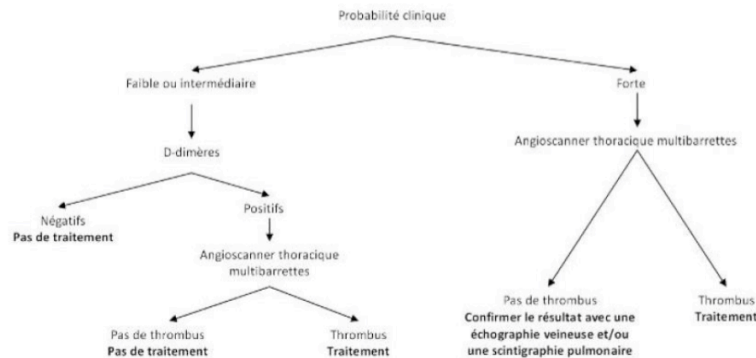 Probabilité clinique
Faible ou intermédiaire
Forte
D-dimères
Angioscanner thoracique multibarrettes
Négatifs
Pas de traitement
Positifs
Angioscanner thoracique
multibarrettes
Pas de thrombus
Pas de traitement
Thrombus
Traitement
Pas de thrombus
Confirmer le résultat avec une
échographie veineuse et/ou
une scintigraphie pulmonaire
Thrombus
Traitement